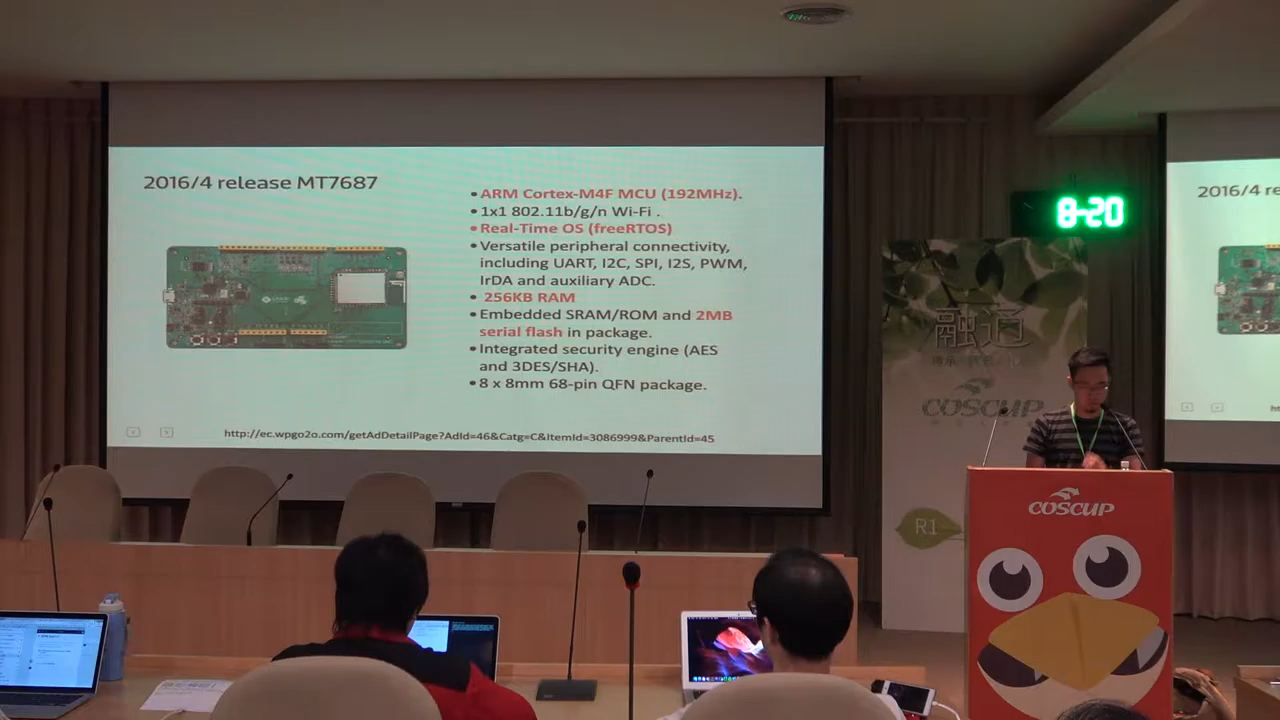 2016/4 release MT7687
•ARM Cortex-M4F MCU (192MHz).
•1x1 802.11b/g/n Wi-Fi .
•Real-Time OS (freeRTOS)
•Versatile peripheral connectivity,
including UART, I2C, SPI, I2S, PWM,
IrDA and auxiliary ADC.
• 256KB RAM
•Embedded SRAM/ROM and 2MB
serial flash in package.
•Integrated security engine (AES
and 3DES/SHA).
•8 x 8mm 68-pin QFN package.
http://ec.wpgo2o.com/getAdDetailPage?AdId=46&Catg=C&ItemId=3086999&ParentId=45
8-20
2016/4 re
融通
COSCUP
R1
COSCUP